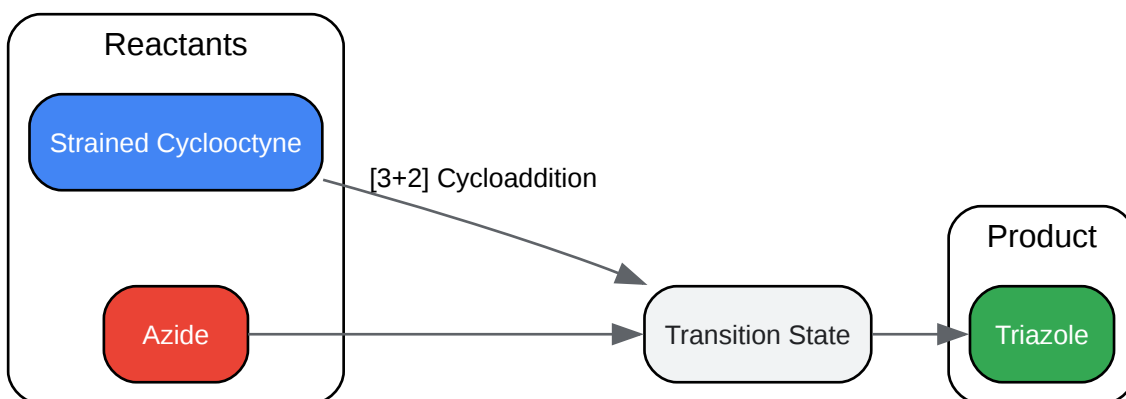 Reactants
Strained Cyclooctyne
[3+2] Cycloaddition
Product
Azide
Transition State
Triazole